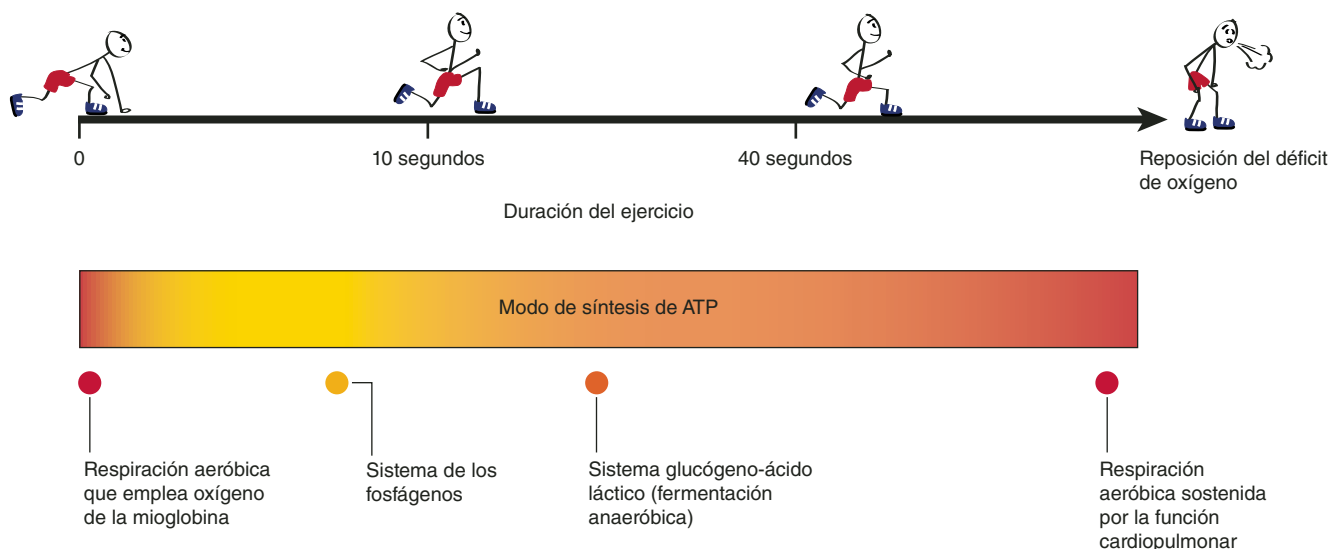 0
10 segundos
40 segundos
Reposición del déficit
de oxígeno
Duración del ejercicio
Modo de síntesis de ATP
Respiración aeróbica
que emplea oxígeno
de la mioglobina
Sistema de los
fosfágenos
Sistema glucógeno-ácido
láctico (fermentación
anaeróbica)
Respiración
aeróbica sostenida
por la función
cardiopulmonar